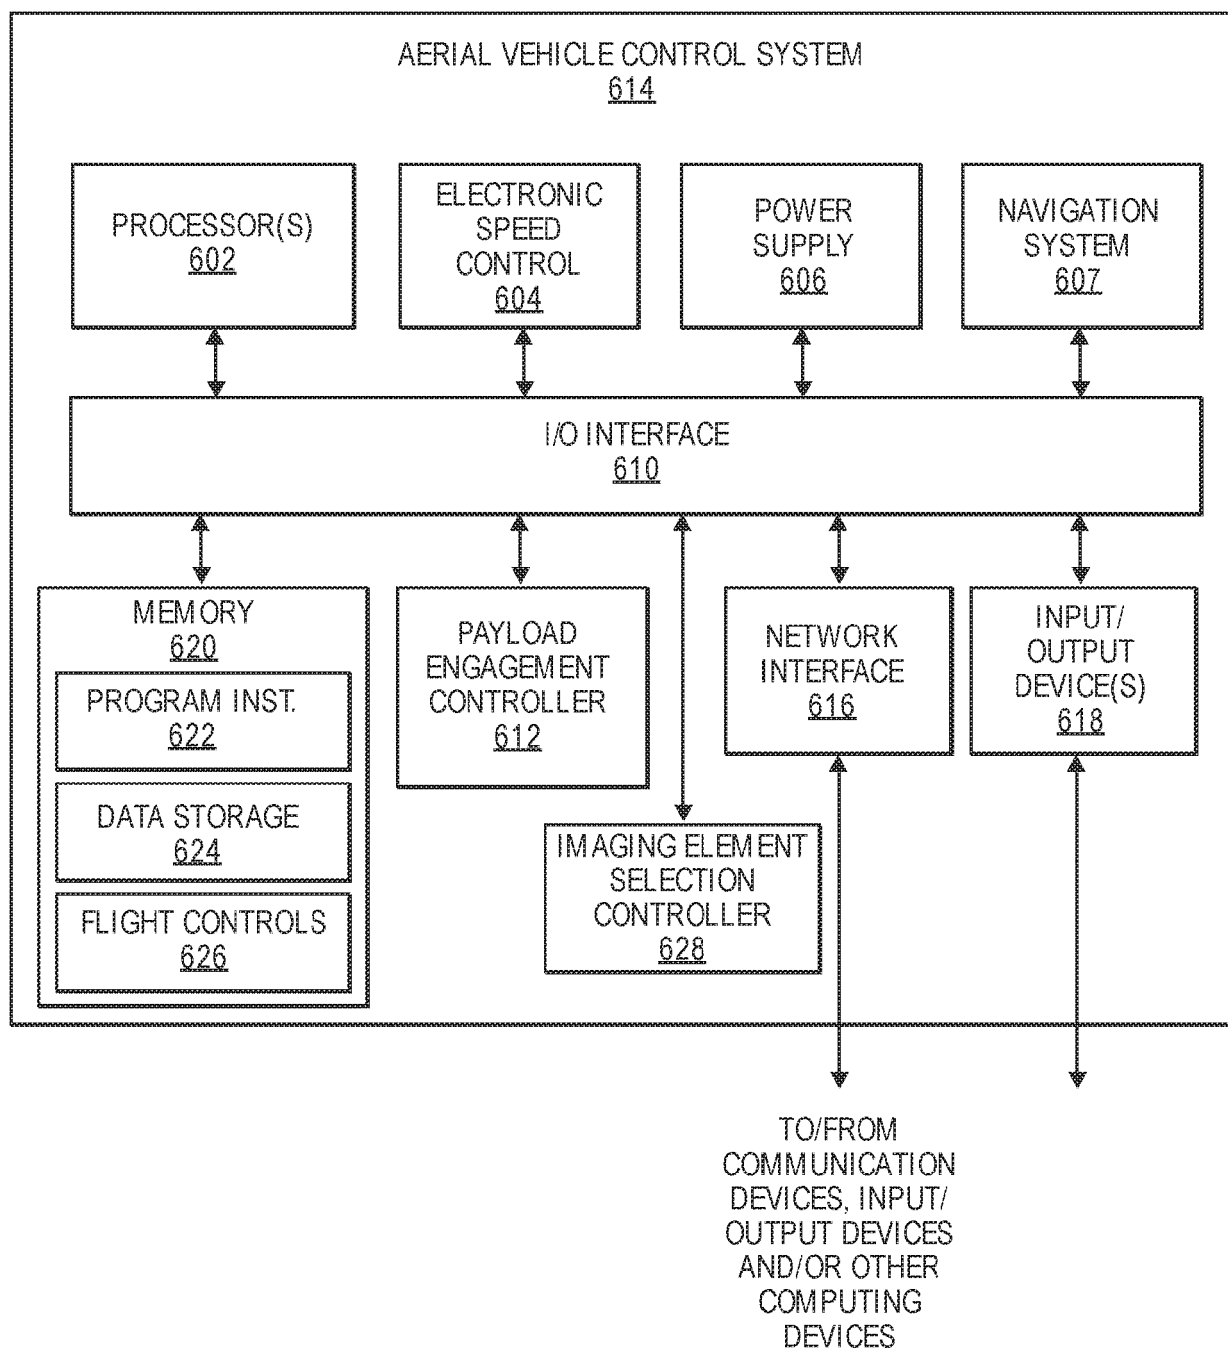 AERIAL VEHICLE CONTROL SYSTEM
614
PROCESSOR(S)
602
ELECTRONIC
SPEED
CONTROL
604
POWER
SUPPLY
606
NAVIGATION
SYSTEM
607
I/O INTERFACE
610
MEMORY
620
PROGRAM INST.
622
DATA STORAGE
624
FLIGHT CONTROLS
626
PAYLOAD
ENGAGEMENT
CONTROLLER
612
IMAGING ELEMENT
SELECTION
CONTROLLER
628
NETWORK
INTERFACE
616
INPUT/
OUTPUT
DEVICE(S)
618
TO/FROM
COMMUNICATION
DEVICES, INPUT/
OUTPUT DEVICES
AND/OR OTHER
COMPUTING
DEVICES